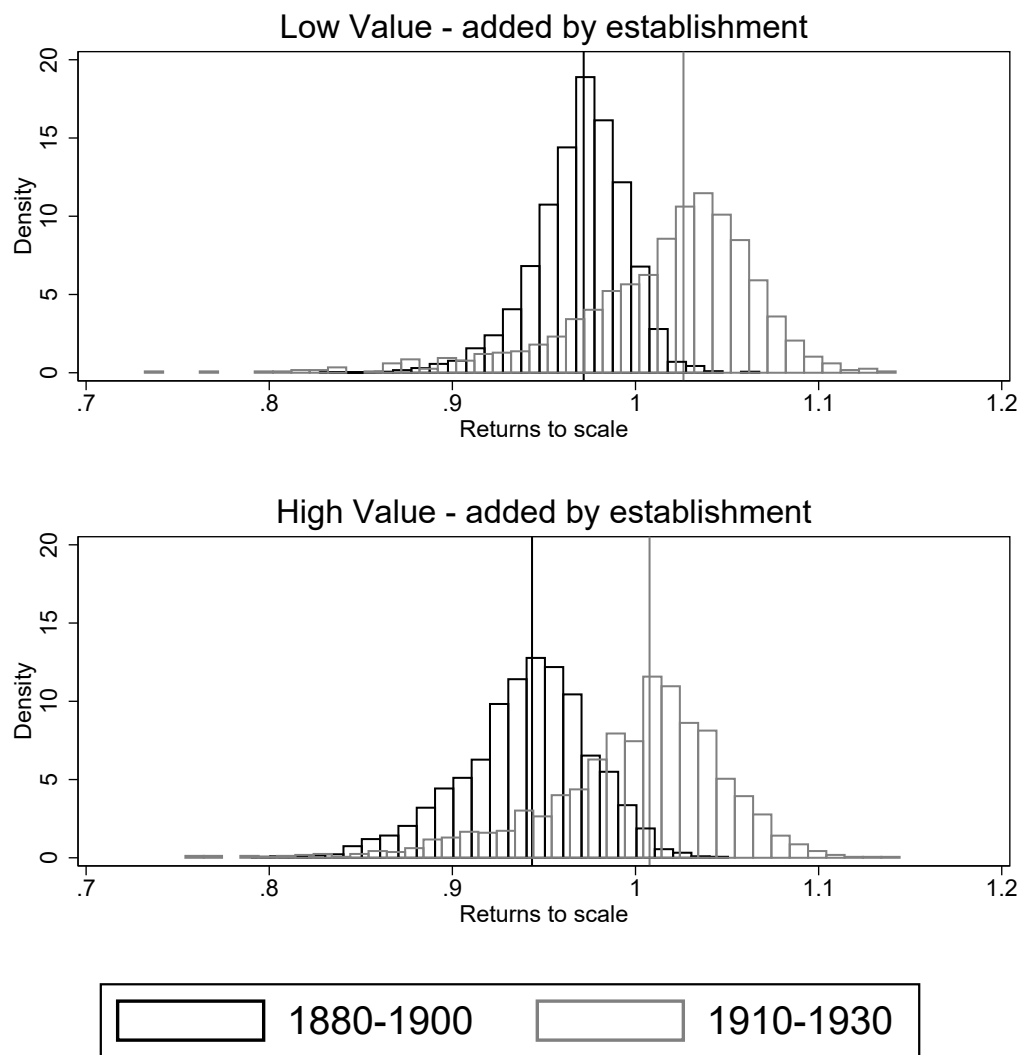 Low Value - added by establishment
20
15
10
5
0
Density
.7 .8 .9 1 1.1 1.2
Returns to scale
High Value - added by establishment
20
15
10
5
0
Density
.7 .8 .9 1 1.1 1.2
Returns to scale
1880-1900 1910-1930